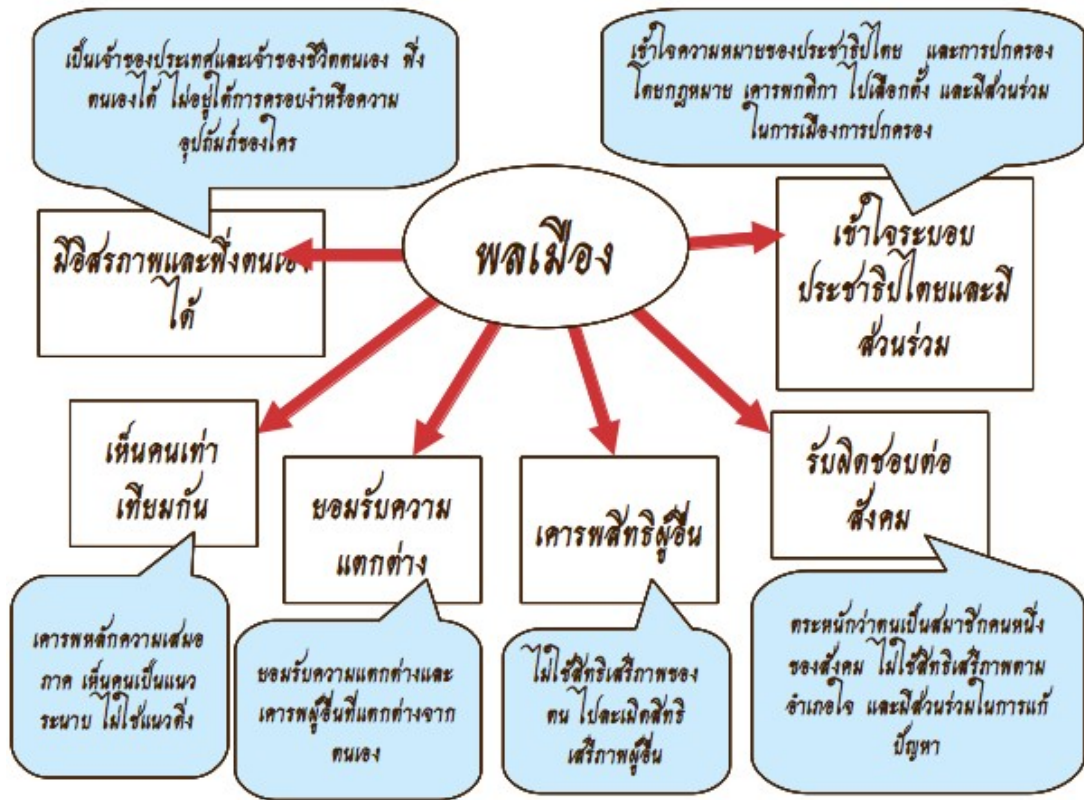 เป็นเจ้าของประเทศและเจ้าของชีวิตตนเอง พึ่ง
ตนเองได้ ไม่อยู่ใต้การครอบงำหรือความ
อุปถัมภ์ของใคร
เข้าใจความหมายของประชาธิปไตย และการปกครอง
โดยกฎหมาย เคารพกติกา ไปเลือกตั้ง และมีส่วนร่วม
ในการเมืองการปกครอง
มีอิสรภาพและพึ่งตนเอง
ได้
พลเมือง
เข้าใจระบอบ
ประชาธิปไตยและมี
ส่วนร่วม
เห็นคนเท่า
เทียมกัน
ยอมรับความ
แตกต่าง
เคารพสิทธิผู้อื่น
รับผิดชอบต่อ
สังคม
เคารพหลักความเสมอ
ภาค เห็นคนเป็นแนว
ระนาบ ไม่ใช่แนวดิ่ง
ยอมรับความแตกต่างและ
เคารพผู้อื่นที่แตกต่างจาก
ตนเอง
ไม่ใช้สิทธิเสรีภาพของ
ตน ไปละเมิดสิทธิ
เสรีภาพผู้อื่น
ตระหนักว่าตนเป็นสมาชิกคนหนึ่ง
ของสังคม ไม่ใช้สิทธิเสรีภาพตาม
อำเภอใจ และมีส่วนร่วมในการแก้
ปัญหา